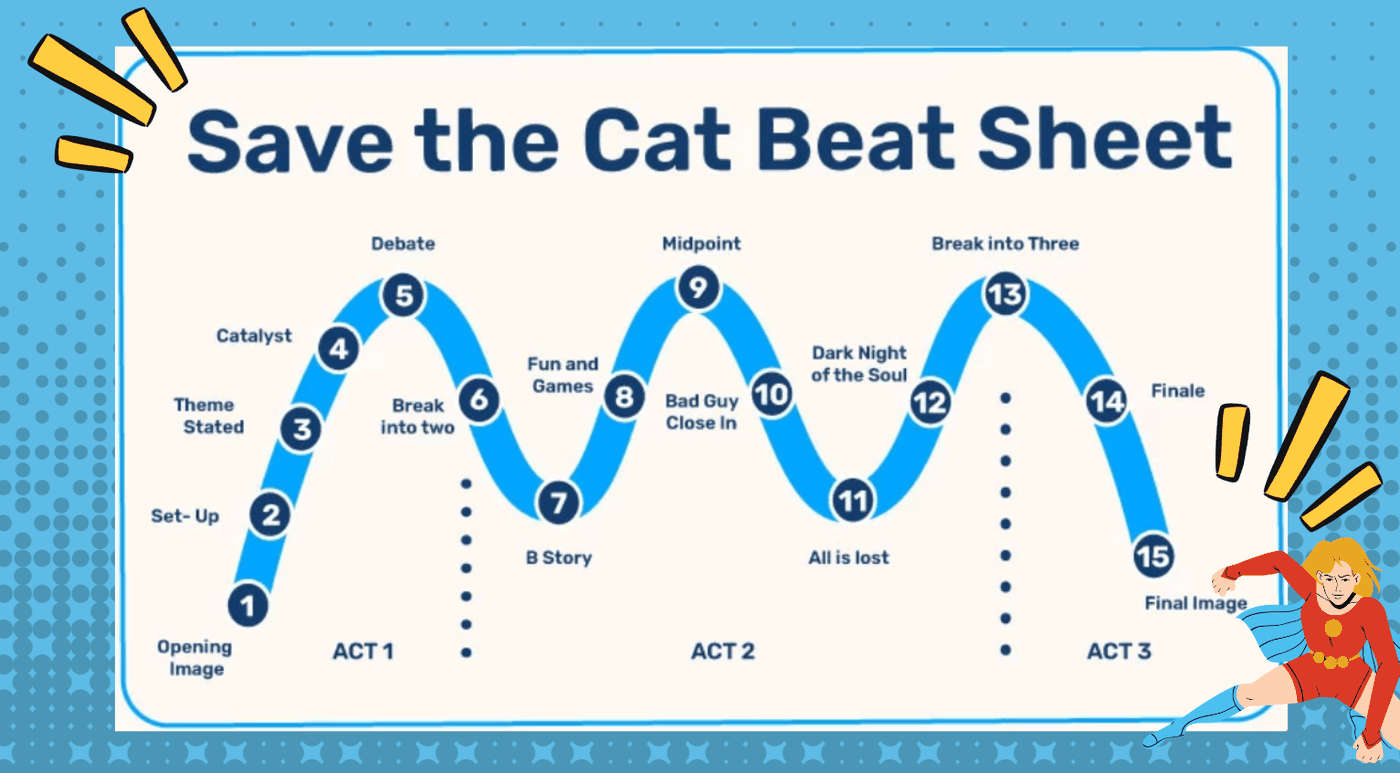 Save the Cat Beat Sheet
1
Opening
Image
2
Set- Up
3
Theme
Stated
4
Catalyst
5
Debate
6
Break
into two
7
B Story
8
Fun and
Games
9
Midpoint
10
Bad Guy
Close In
11
All is lost
12
Dark Night
of the Soul
13
Break into Three
14
Finale
15
Final Image
ACT 1
ACT 2
ACT 3